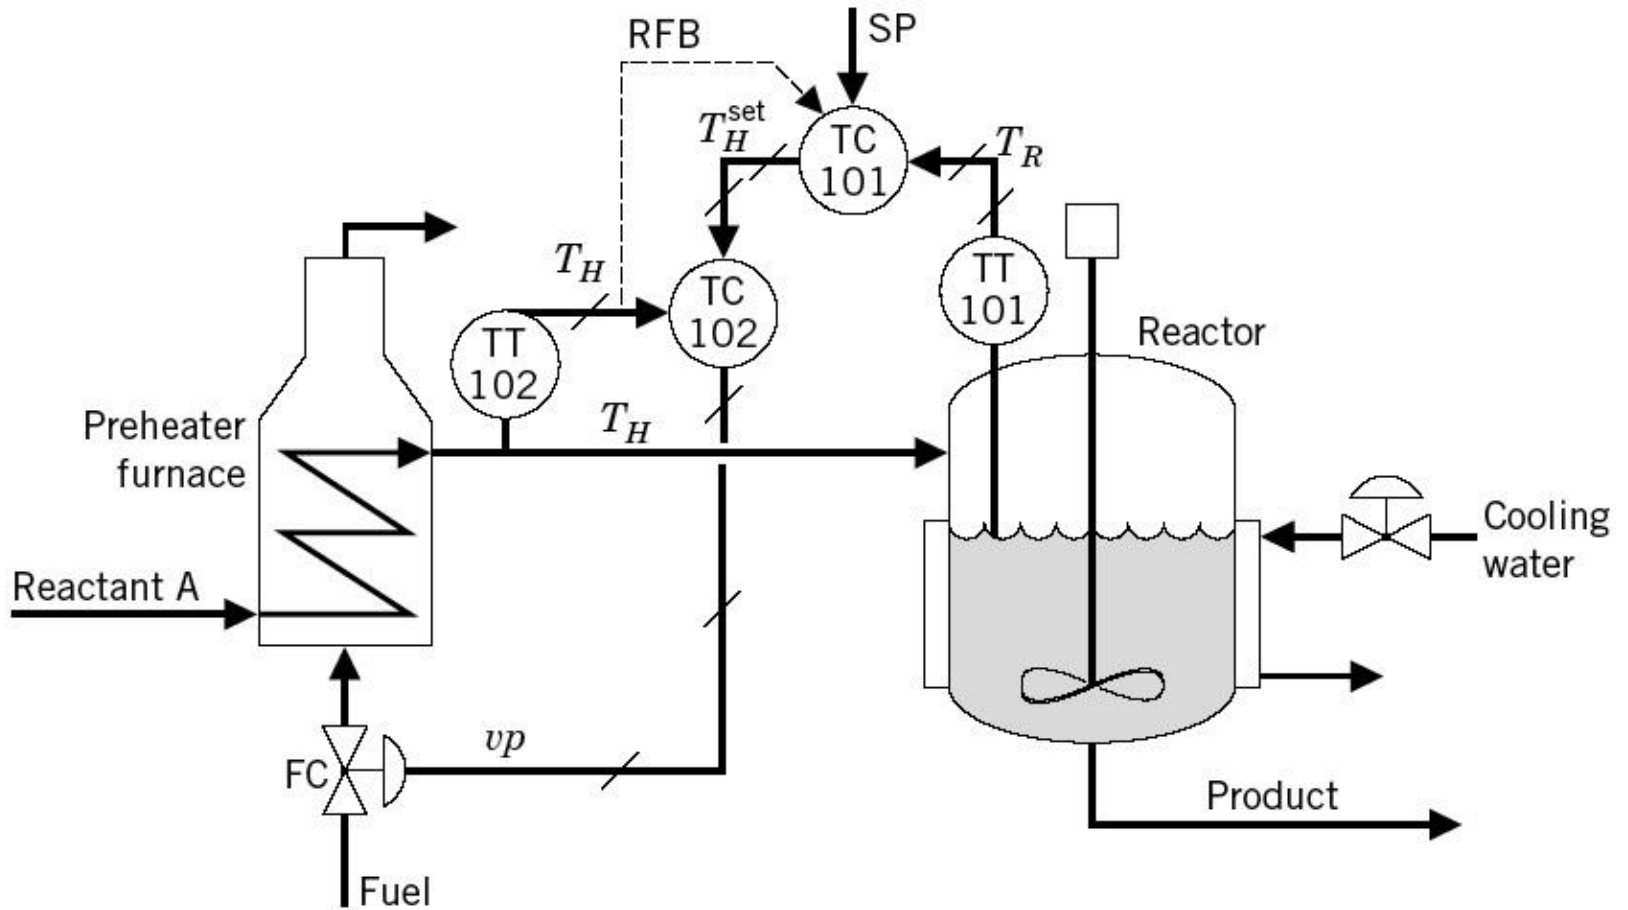 RFB
SP
T_H^set
TC
101
T_R
T_H
TC
102
TT
101
TT
102
Reactor
T_H
Preheater
furnace
Cooling
water
Reactant A
vp
FC
Product
Fuel